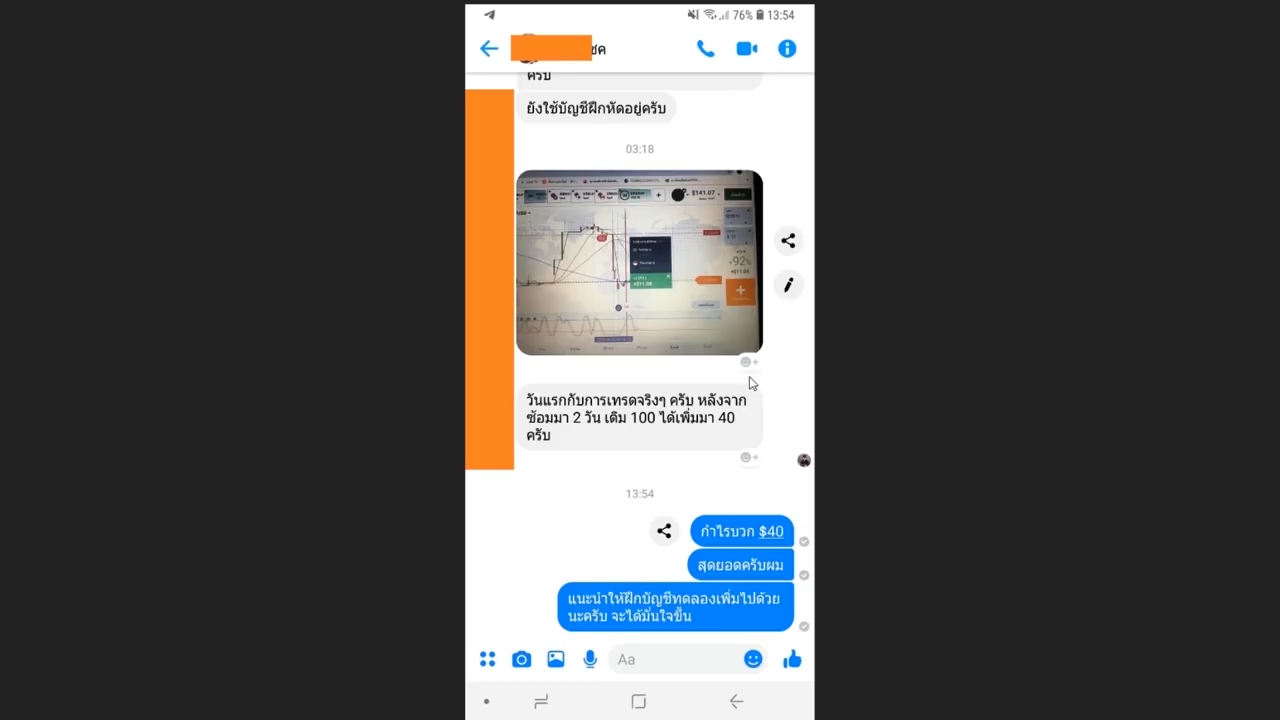 76% 13:54
ชค
ครับ
ยังใช้บัญชีฝึกหัดอยู่ครับ
03:18
$141.07
+92%
วันแรกกับการเทรดจริงๆ ครับ หลังจาก
ซ้อมมา 2 วัน เดิม 100 ได้เพิ่มมา 40
ครับ
13:54
กำไรบวก $40
สุดยอดครับผม
แนะนำให้ฝึกบัญชีทดลองเพิ่มไปด้วย
นะครับ จะได้มั่นใจขึ้น
Aa